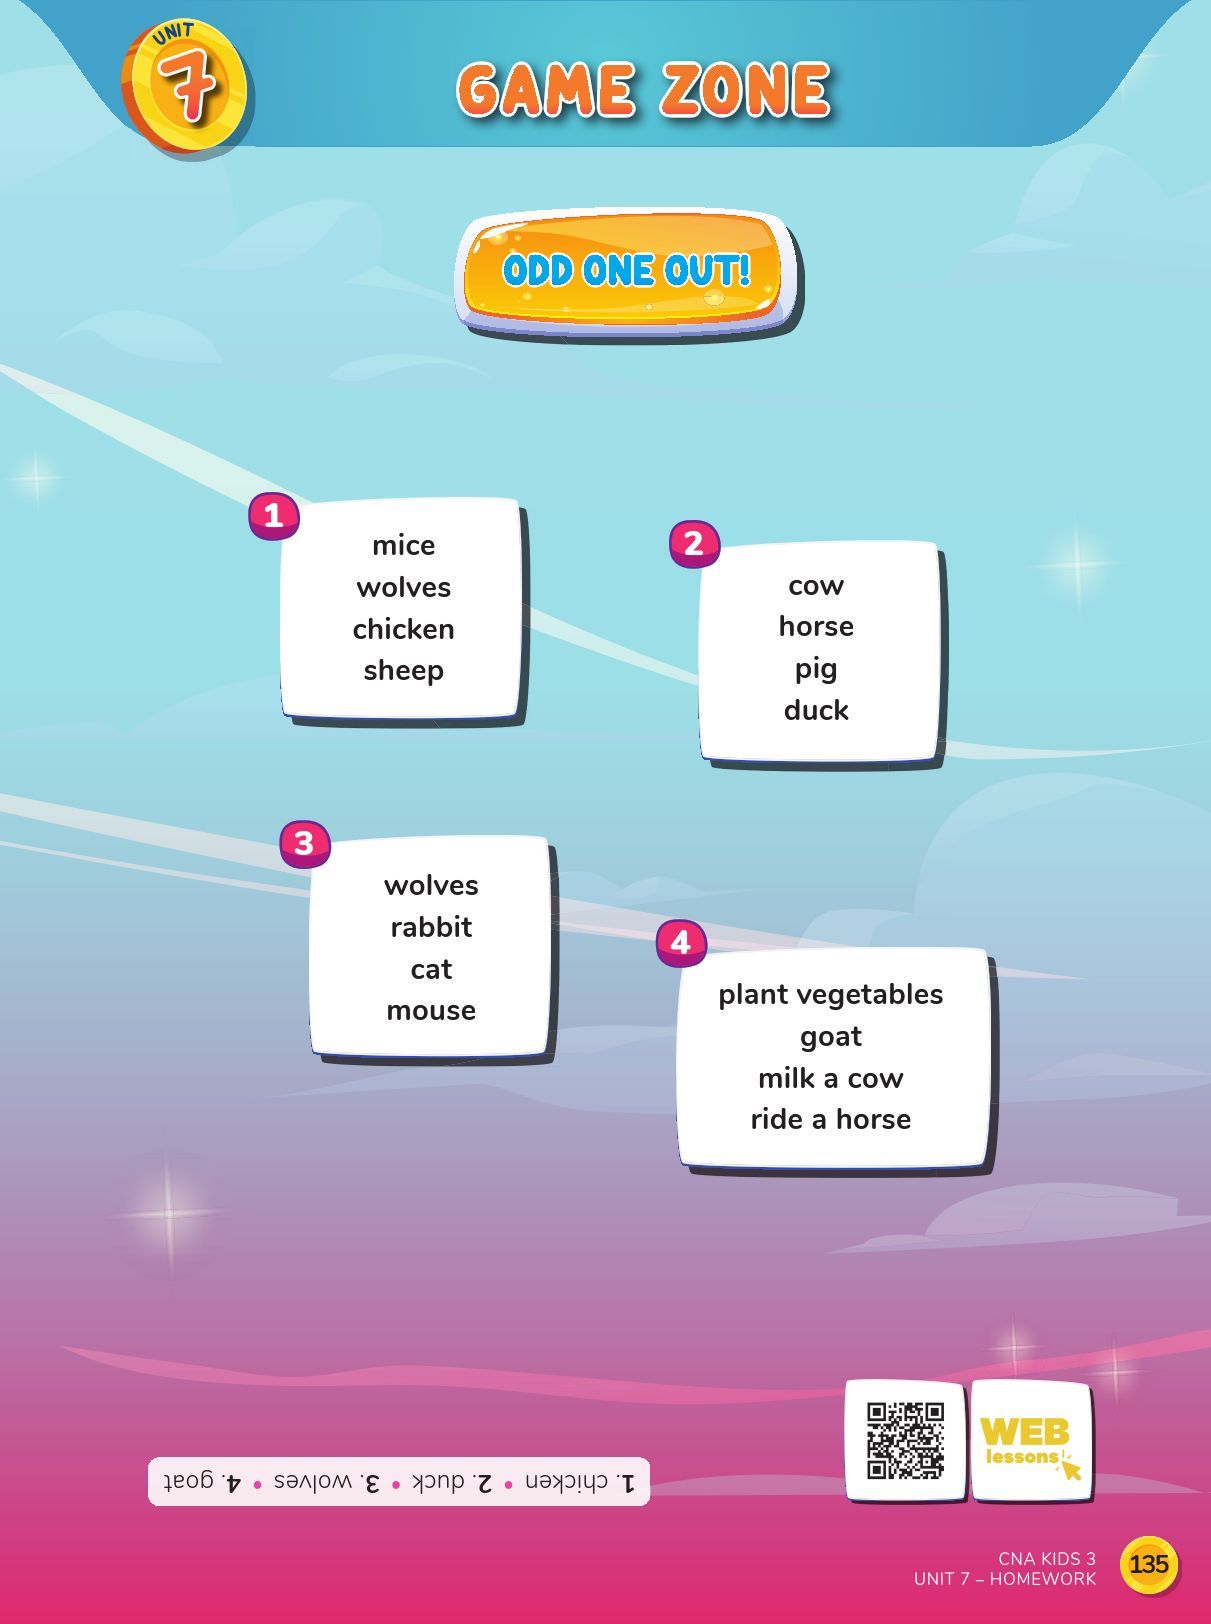 UNIT
7
GAME ZONE
ODD ONE OUT!
1
mice
wolves
chicken
sheep
2
cow
horse
pig
duck
3
wolves
rabbit
cat
mouse
4
plant vegetables
goat
milk a cow
ride a horse
1. chicken • 2. duck • 3. wolves • 4. goat
WEB
lessons
CNA KIDS 3
UNIT 7 – HOMEWORK
135